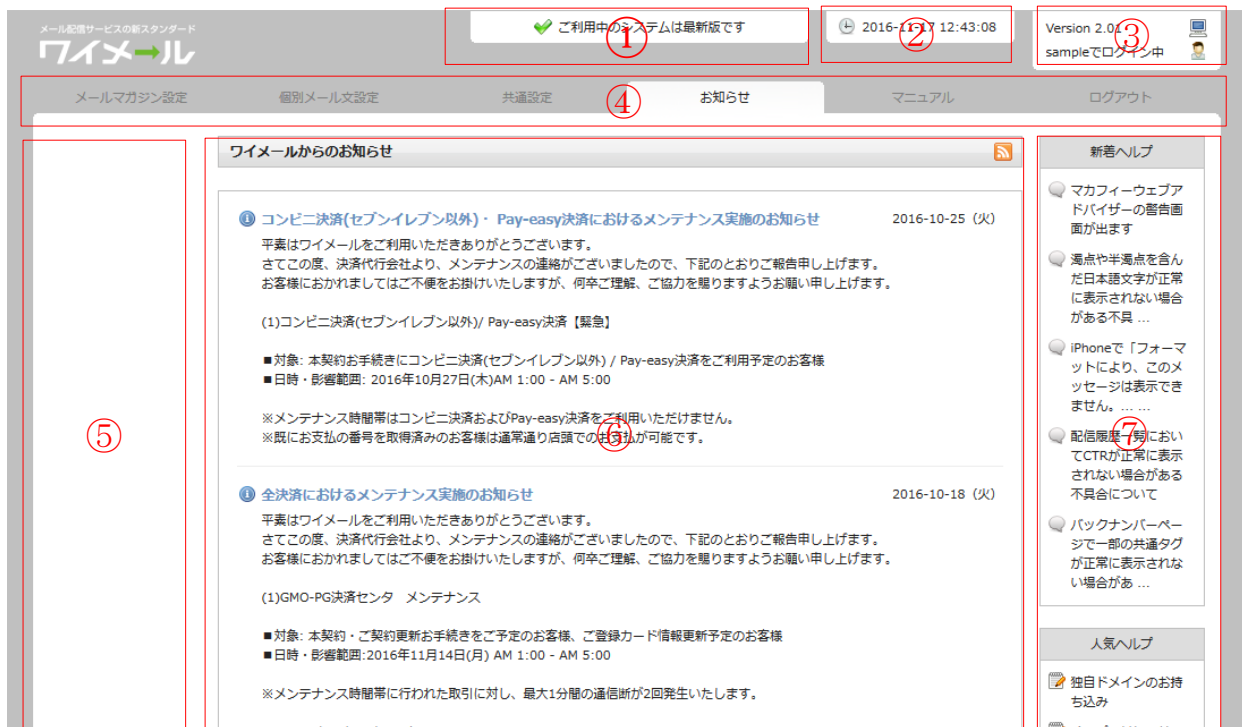 メール配信サービスの新スタンダード
ワイメール
ご利用中のシステムは最新版です
①
2016-11-17 12:43:08
②
Version 2.01
sampleでログイン中
③
メールマガジン設定
個別メール文設定
共通設定
④
お知らせ
マニュアル
ログアウト
⑤
ワイメールからのお知らせ
コンビニ決済(セブンイレブン以外)・ Pay-easy決済におけるメンテナンス実施のお知らせ 2016-10-25（火）
平素はワイメールをご利用いただきありがとうございます。
さてこの度、決済代行会社より、メンテナンスの連絡がございましたので、下記のとおりご報告申し上げます。
お客様におかれましてはご不便をお掛けいたしますが、何卒ご理解、ご協力を賜りますようお願い申し上げます。
(1)コンビニ決済(セブンイレブン以外)/ Pay-easy決済【緊急】
■対象: 本契約お手続きにコンビニ決済(セブンイレブン以外) / Pay-easy決済をご利用予定のお客様
■日時・影響範囲: 2016年10月27日(木)AM 1:00 - AM 5:00
※メンテナンス時間帯はコンビニ決済およびPay-easy決済をご利用いただけません。
※既にお支払の番号を取得済みのお客様は通常通り店頭でのお支払が可能です。
⑥
全決済におけるメンテナンス実施のお知らせ 2016-10-18（火）
平素はワイメールをご利用いただきありがとうございます。
さてこの度、決済代行会社より、メンテナンスの連絡がございましたので、下記のとおりご報告申し上げます。
お客様におかれましてはご不便をお掛けいたしますが、何卒ご理解、ご協力を賜りますようお願い申し上げます。
(1)GMO-PG決済センタ　メンテナンス
■対象: 本契約・ご契約更新お手続きをご予定のお客様、ご登録カード情報更新予定のお客様
■日時・影響範囲:2016年11月14日(月) AM 1:00 - AM 5:00
※メンテナンス時間帯に行われた取引に対し、最大1分間の通信断が2回発生いたします。
新着ヘルプ
マカフィーウェブア
ドバイザーの警告画
面が出ます
濁点や半濁点を含ん
だ日本語文字が正常
に表示されない場合
がある不具 ...
iPhoneで「フォーマ
ットにより、このメ
ッセージは表示でき
ません。... ...
配信履歴一覧におい
てCTRが正常に表示
されない場合がある
不具合について
⑦
バックナンバーペー
ジで一部の共通タグ
が正常に表示されな
い場合があ ...
人気ヘルプ
独自ドメインのお持
ち込み